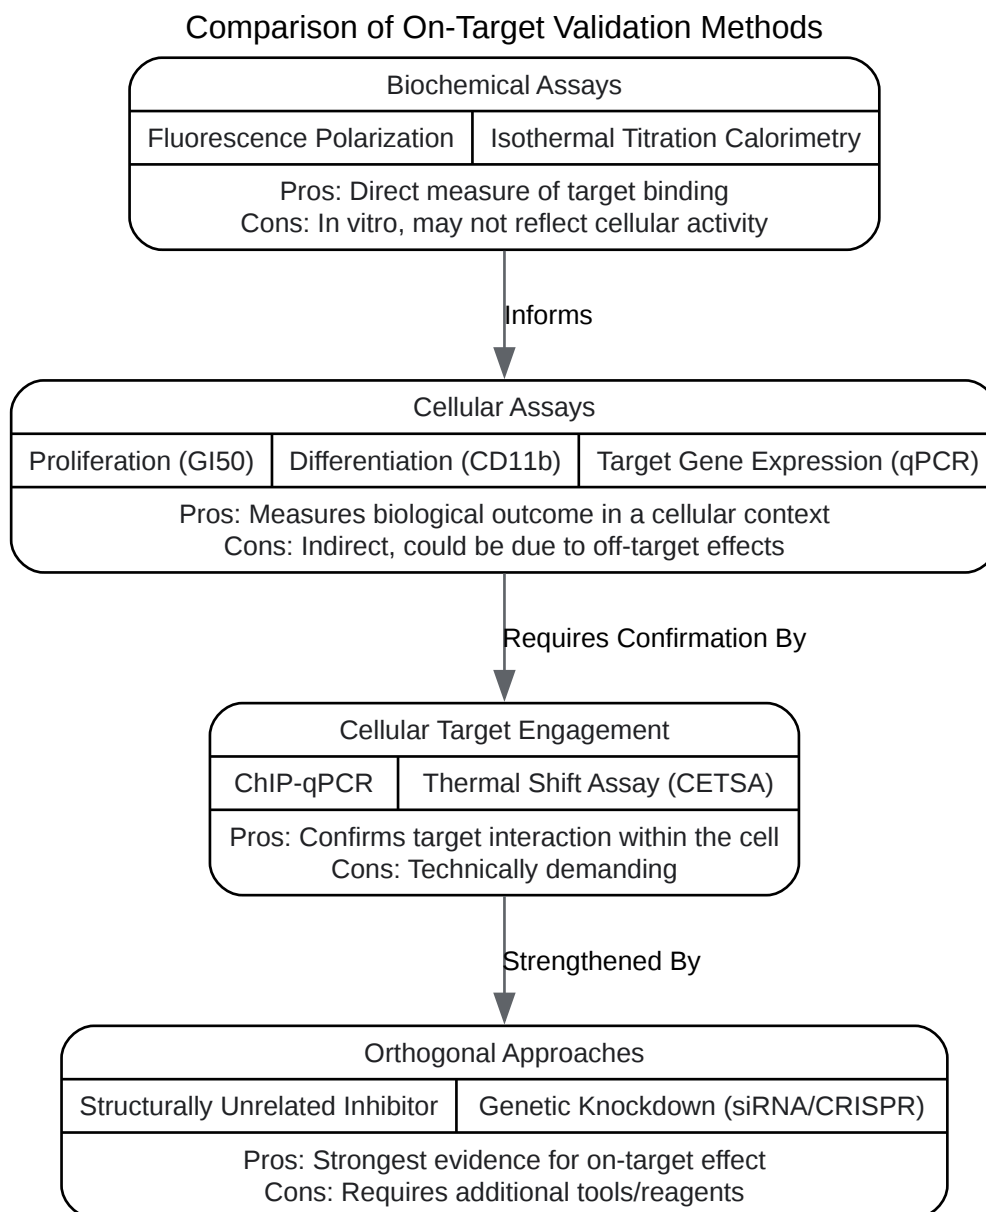 Comparison of On-Target Validation Methods
Biochemical Assays
Fluorescence Polarization
Isothermal Titration Calorimetry
Pros: Direct measure of target binding
Cons: In vitro, may not reflect cellular activity
Informs
Cellular Assays
Proliferation (GI50)
Differentiation (CD11b)
Target Gene Expression (qPCR)
Pros: Measures biological outcome in a cellular context
Cons: Indirect, could be due to off-target effects
Requires Confirmation By
Cellular Target Engagement
ChIP-qPCR
Thermal Shift Assay (CETSA)
Pros: Confirms target interaction within the cell
Cons: Technically demanding
Strengthened By
Orthogonal Approaches
Structurally Unrelated Inhibitor
Genetic Knockdown (siRNA/CRISPR)
Pros: Strongest evidence for on-target effect
Cons: Requires additional tools/reagents